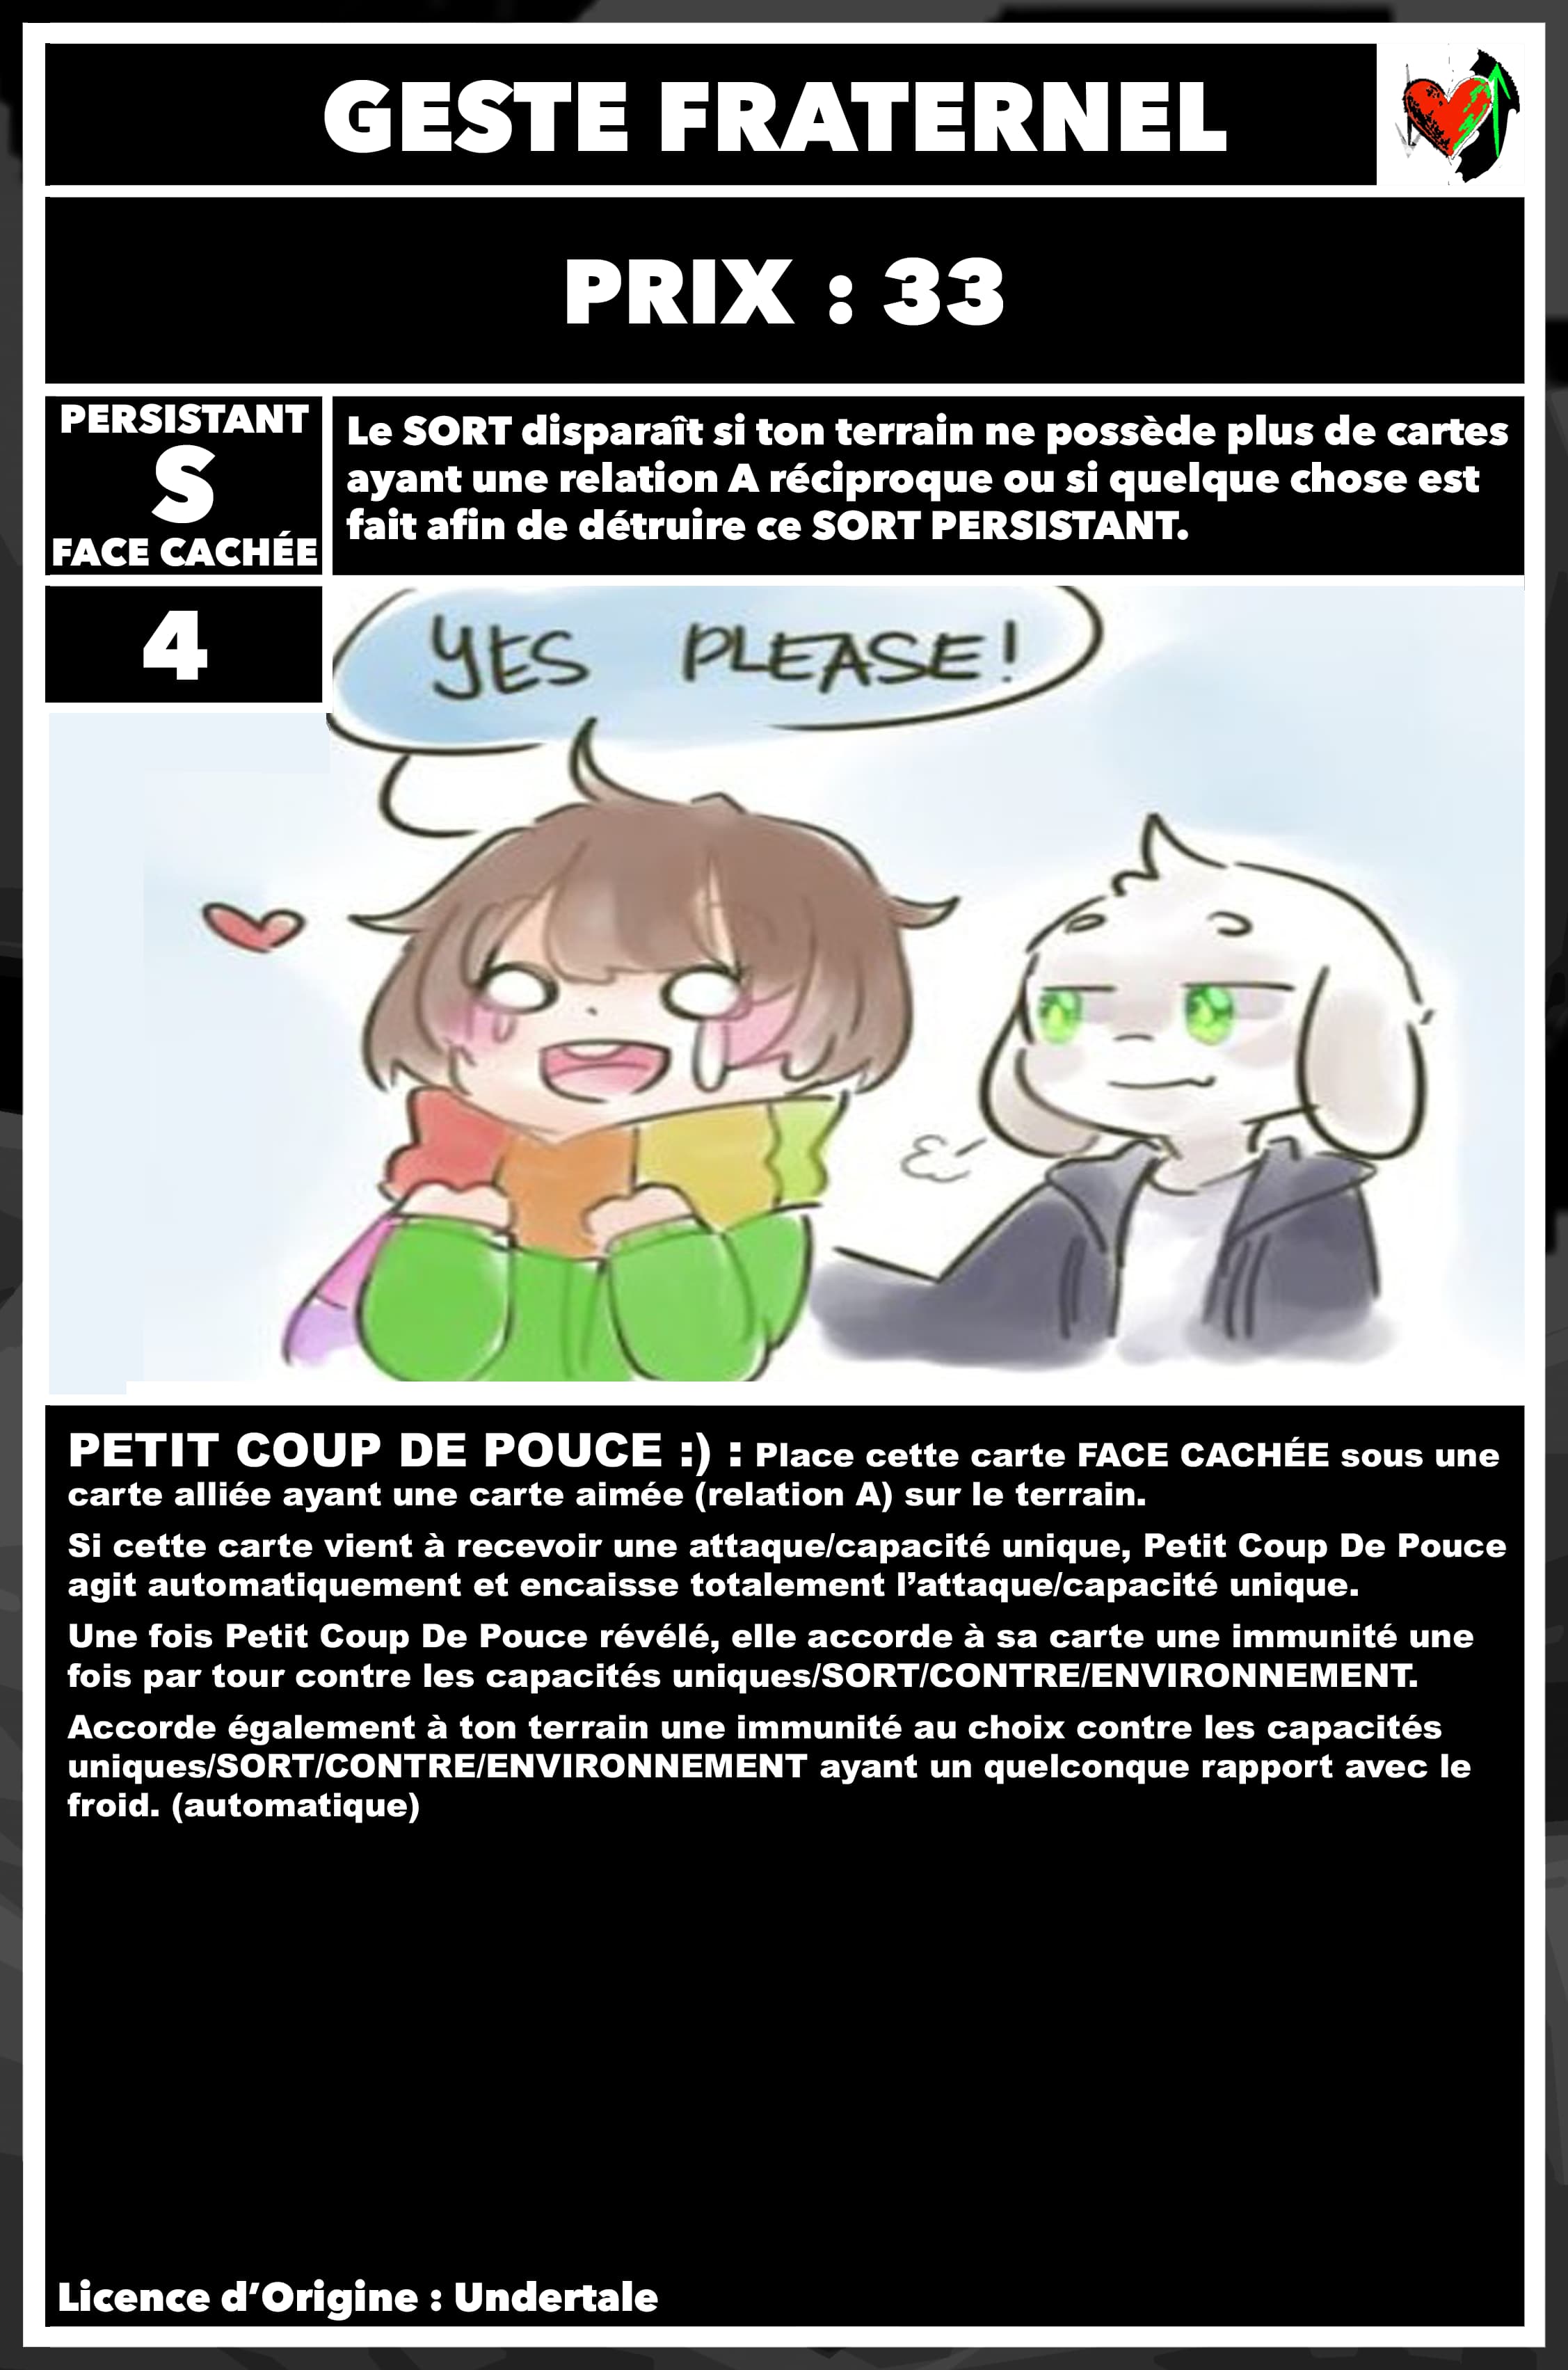 GESTE FRATERNEL
PRIX : 33
PERSISTANT
S
FACE CACHÉE
Le SORT disparaît si ton terrain ne possède plus de cartes
ayant une relation A réciproque ou si quelque chose est
fait afin de détruire ce SORT PERSISTANT.
4
YES PLEASE!
PETIT COUP DE POUCE :) : Place cette carte FACE CACHÉE sous une
carte alliée ayant une carte aimée (relation A) sur le terrain.
Si cette carte vient à recevoir une attaque/capacité unique, Petit Coup De Pouce
agit automatiquement et encaisse totalement l’attaque/capacité unique.
Une fois Petit Coup De Pouce révélé, elle accorde à sa carte une immunité une
fois par tour contre les capacités uniques/SORT/CONTRE/ENVIRONNEMENT.
Accorde également à ton terrain une immunité au choix contre les capacités
uniques/SORT/CONTRE/ENVIRONNEMENT ayant un quelconque rapport avec le
froid. (automatique)
Licence d’Origine : Undertale